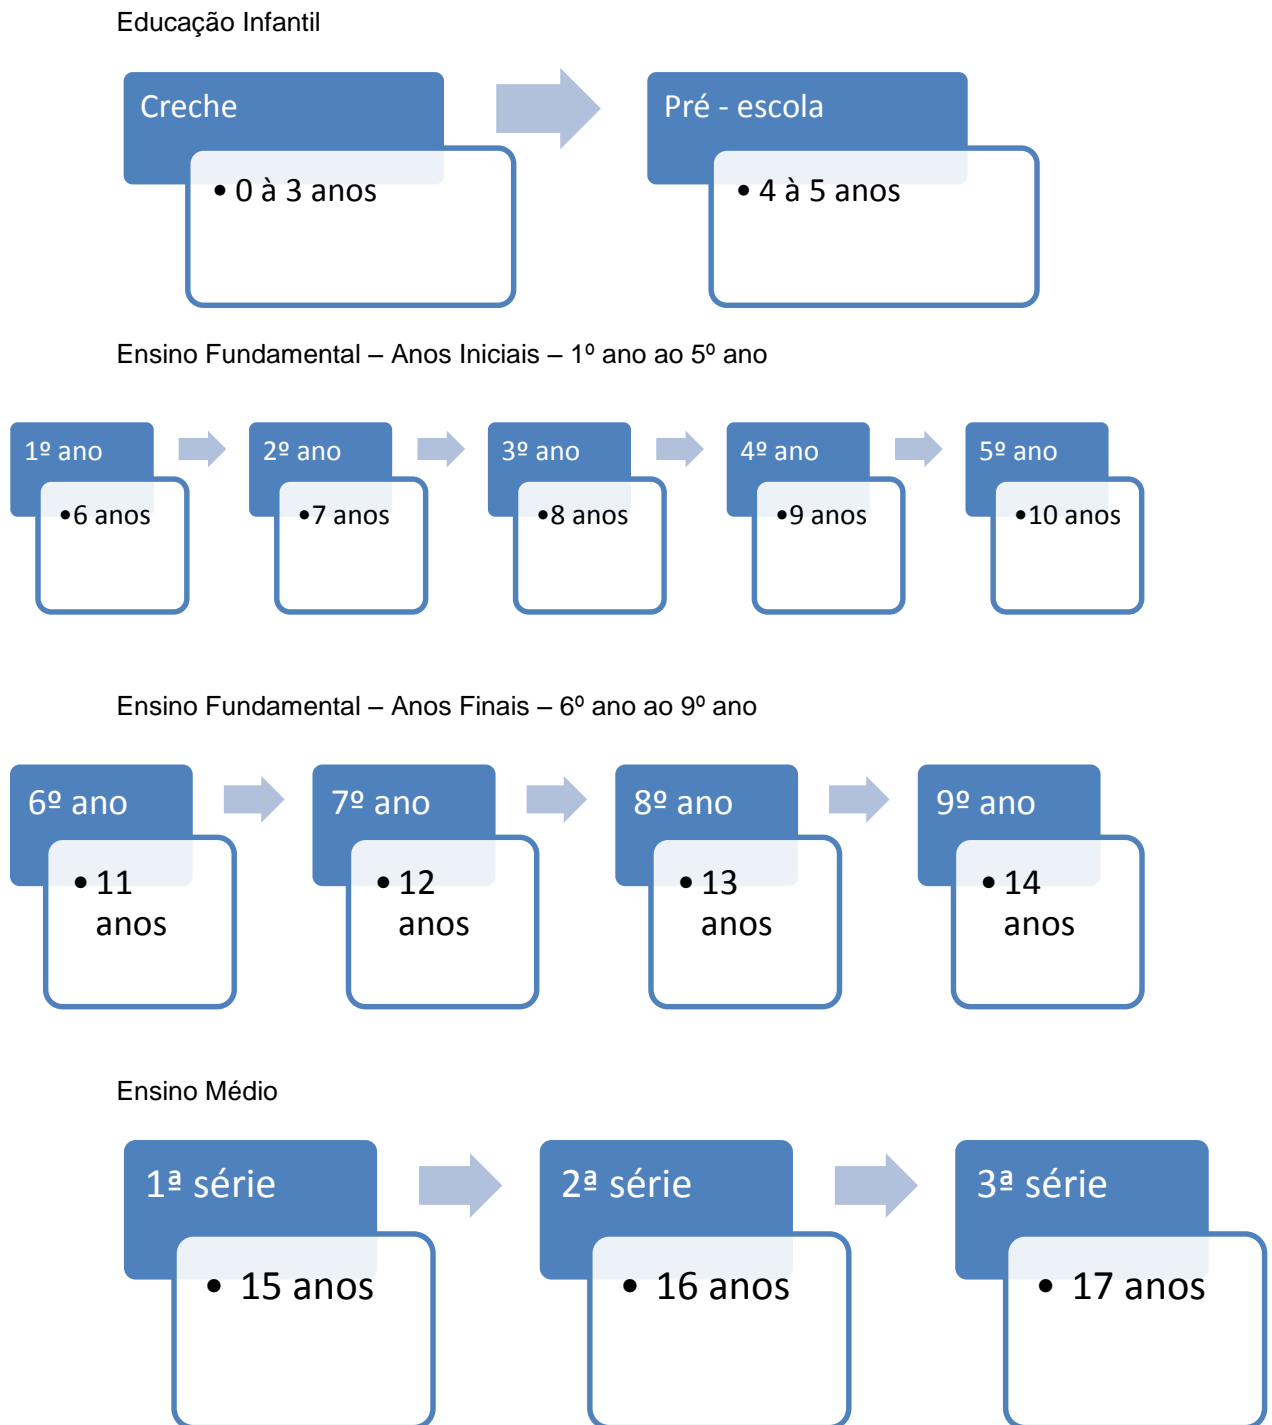 Educação Infantil
Creche
• 0 à 3 anos
Pré - escola
• 4 à 5 anos
Ensino Fundamental – Anos Iniciais – 1º ano ao 5º ano
1º ano
•6 anos
2º ano
•7 anos
3º ano
•8 anos
4º ano
•9 anos
5º ano
•10 anos
Ensino Fundamental – Anos Finais – 6º ano ao 9º ano
6º ano
• 11
anos
7º ano
• 12
anos
8º ano
• 13
anos
9º ano
• 14
anos
Ensino Médio
1ª série
• 15 anos
2ª série
• 16 anos
3ª série
• 17 anos